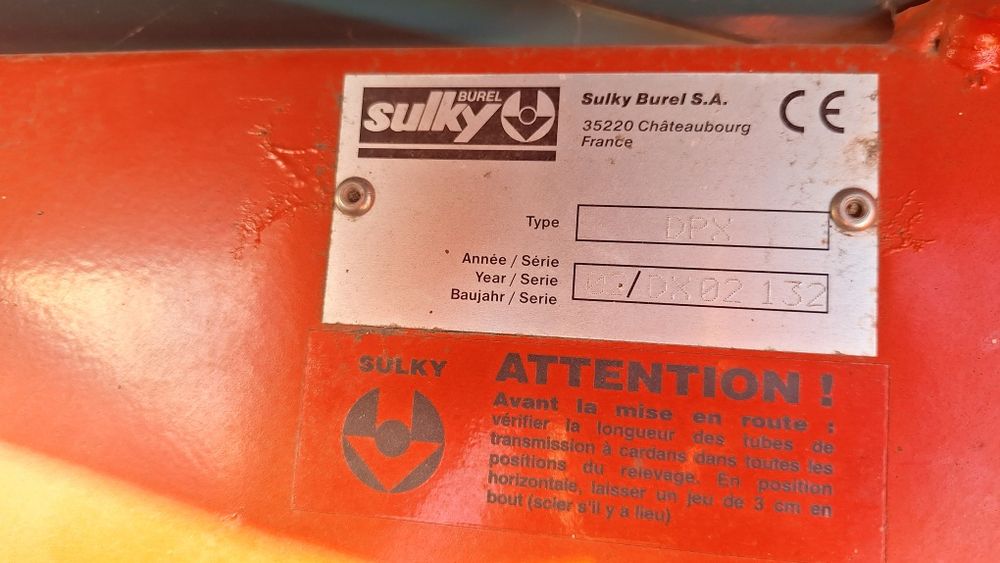 BUREL
sulky
Sulky Burel S.A.
35220 Châteaubourg
France
CE
Type DPX
Année / Série
Year / Serie
Baujahr / Serie
/DX02 132
SULKY
ATTENTION !
Avant la mise en route :
vérifier la longueur des tubes de
transmission à cardans dans toutes les
positions du relevage. En position
horizontale, laisser un jeu de 3 cm en
bout (scier s'il y a lieu)